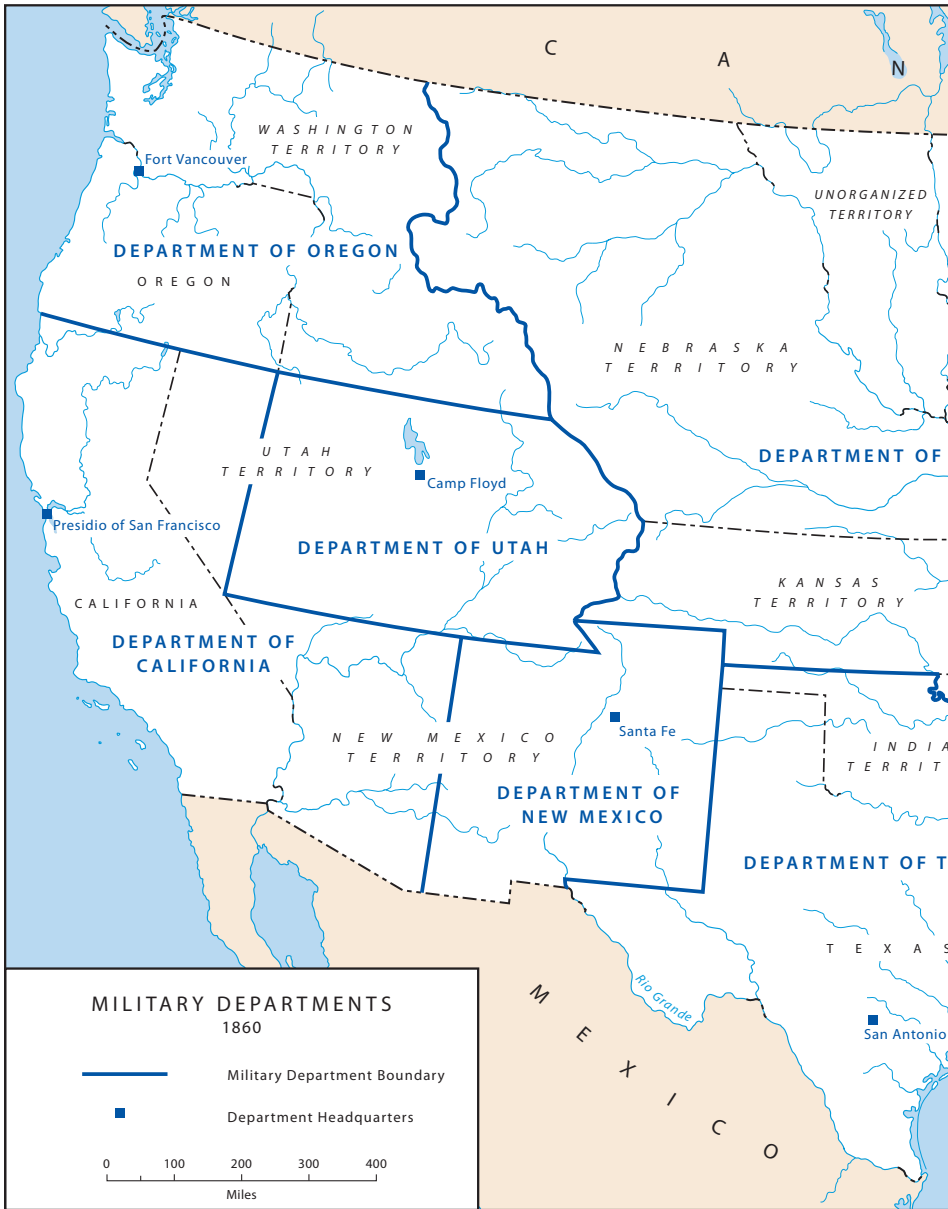 C A N
WASHINGTON
TERRITORY
Fort Vancouver
UNORGANIZED
TERRITORY
DEPARTMENT OF OREGON
OREGON
NEBRASKA
TERRITORY
UTAH
TERRITORY
DEPARTMENT OF
Camp Floyd
Presidio of San Francisco
DEPARTMENT OF UTAH
KANSAS
TERRITORY
CALIFORNIA
DEPARTMENT OF
CALIFORNIA
Santa Fe
NEW MEXICO
TERRITORY
INDIA
TERRIT
DEPARTMENT OF
NEW MEXICO
DEPARTMENT OF T
TEXAS
Rio Grande
MEXICO
San Antonio
MILITARY DEPARTMENTS
1860
Military Department Boundary
Department Headquarters
0 100 200 300 400
Miles